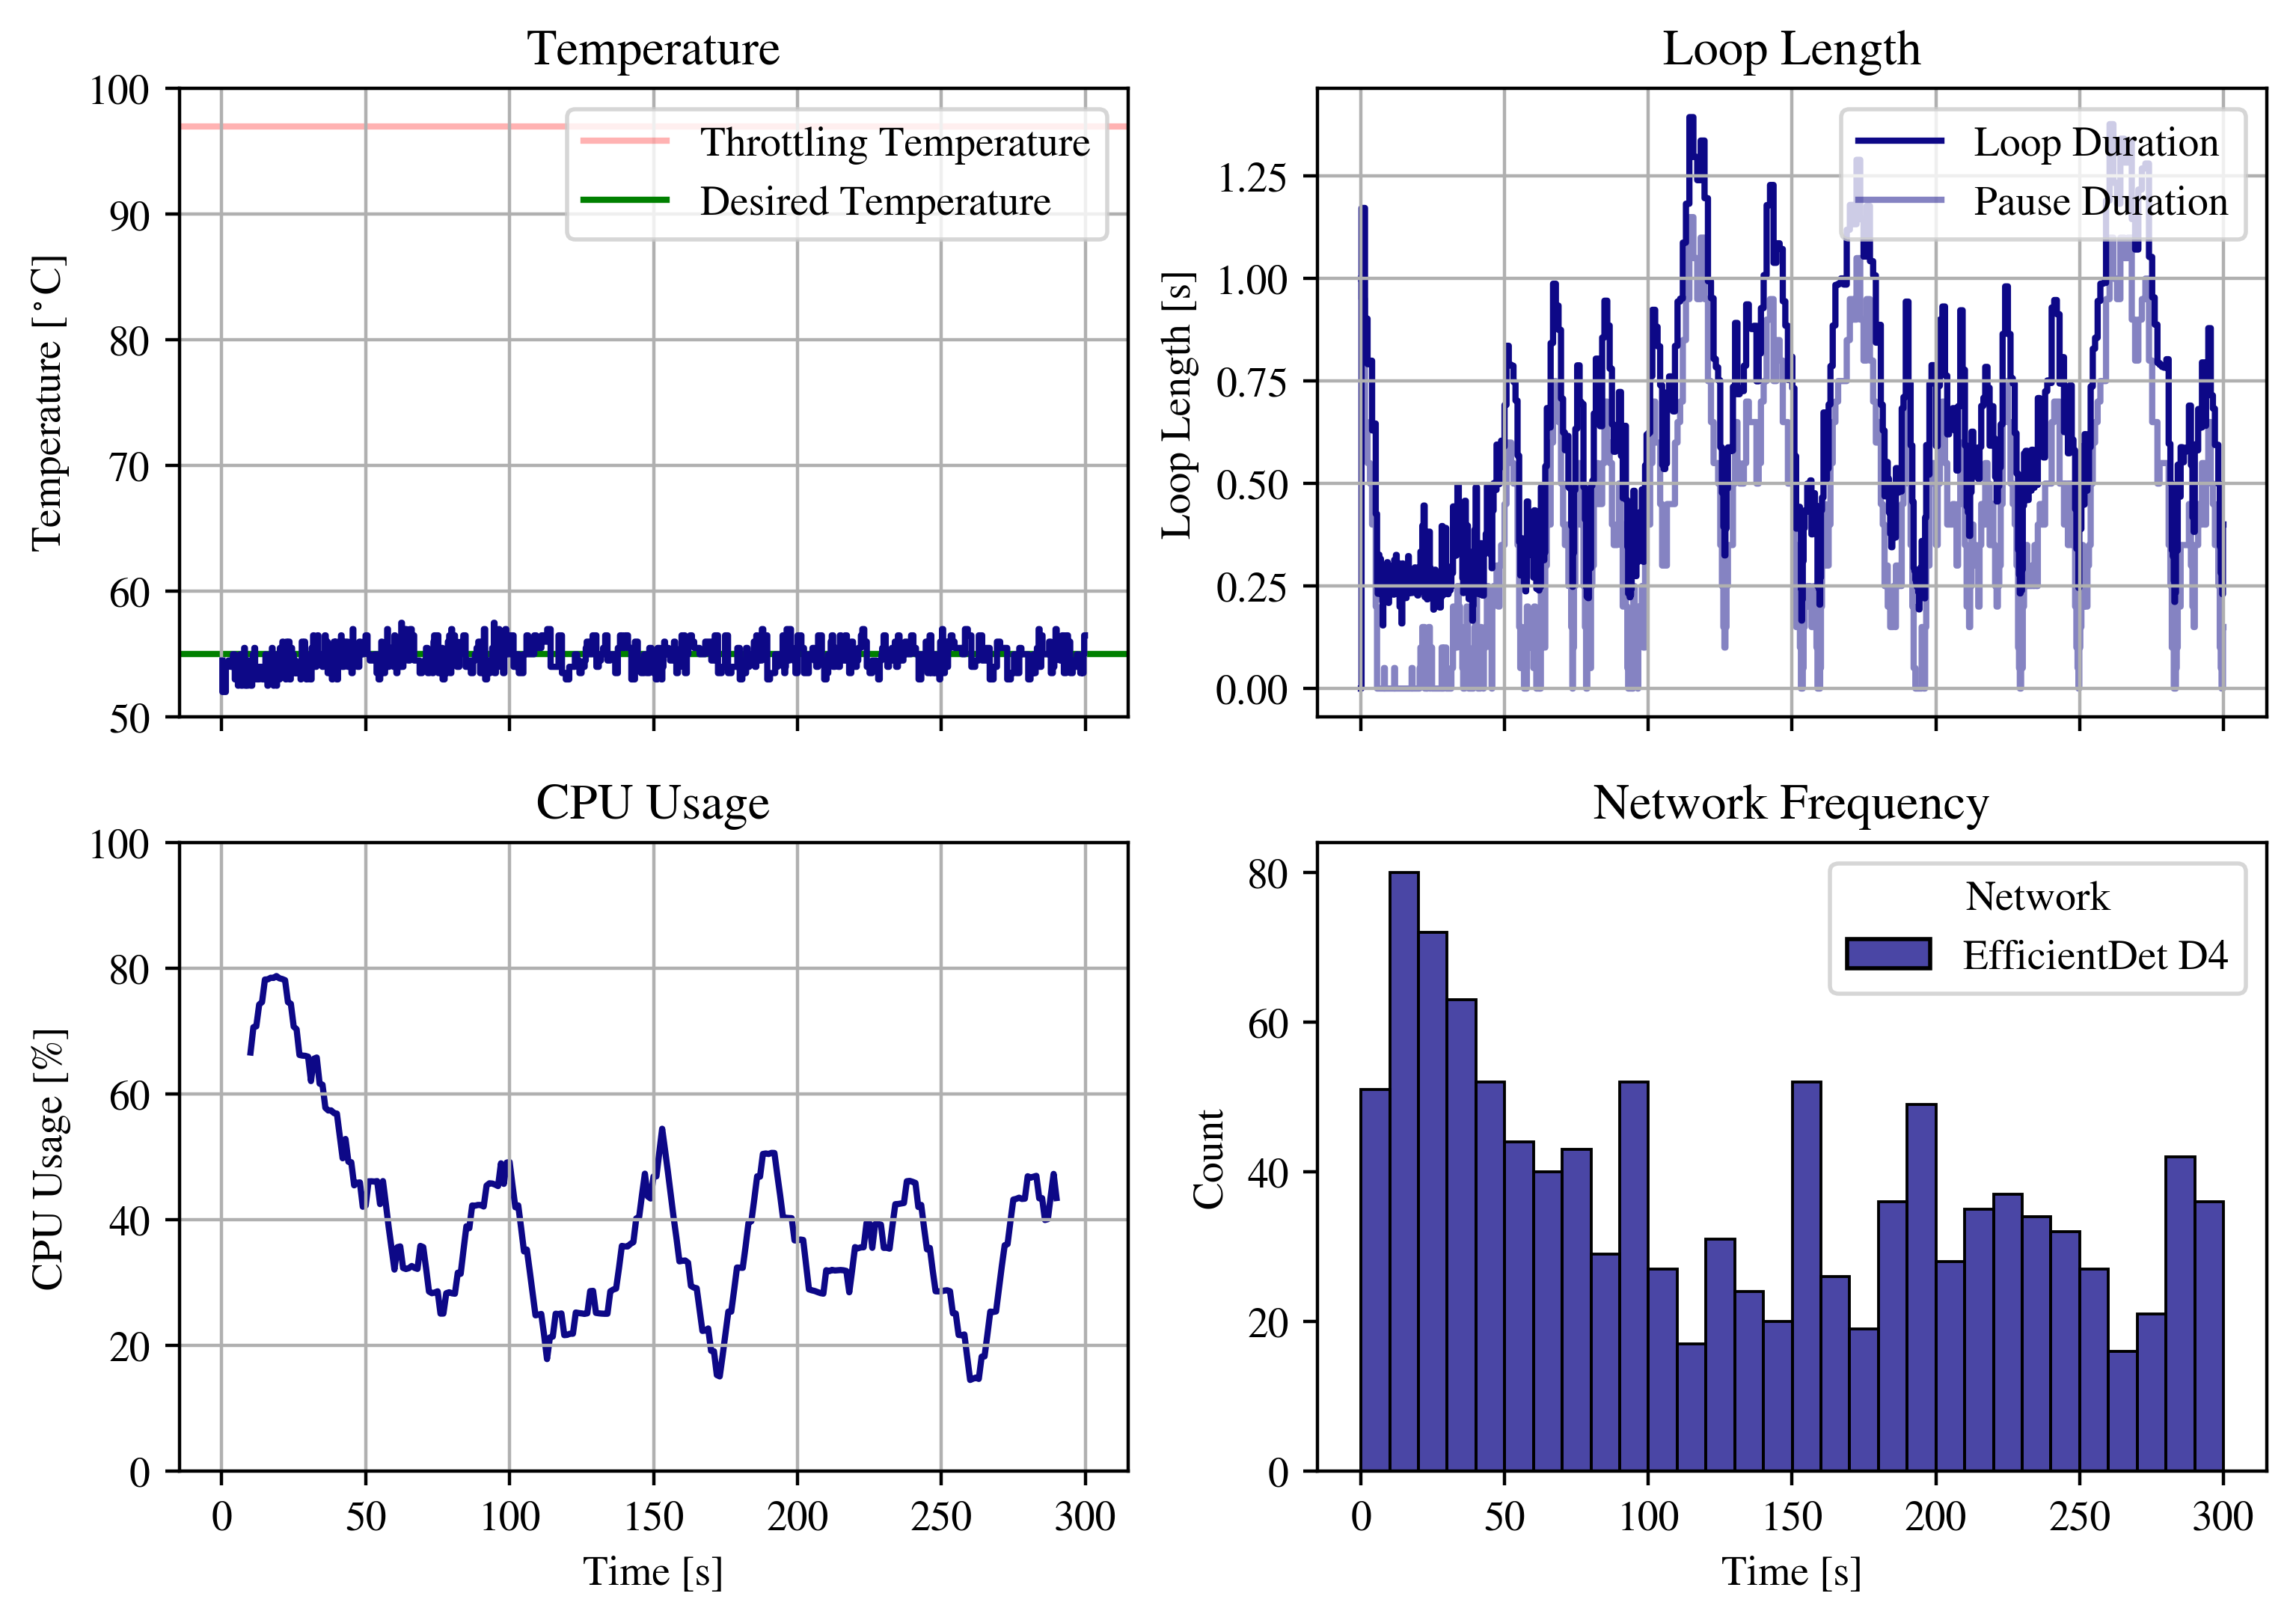 Temperature
100
90
80
70
60
50
Temperature [°C]
Throttling Temperature
Desired Temperature
Loop Length
1.25
1.00
0.75
0.50
0.25
0.00
Loop Length [s]
Loop Duration
Pause Duration
CPU Usage
100
80
60
40
20
0
CPU Usage [%]
0 50 100 150 200 250 300
Time [s]
Network Frequency
80
60
40
20
0
Count
Network
EfficientDet D4
0 50 100 150 200 250 300
Time [s]